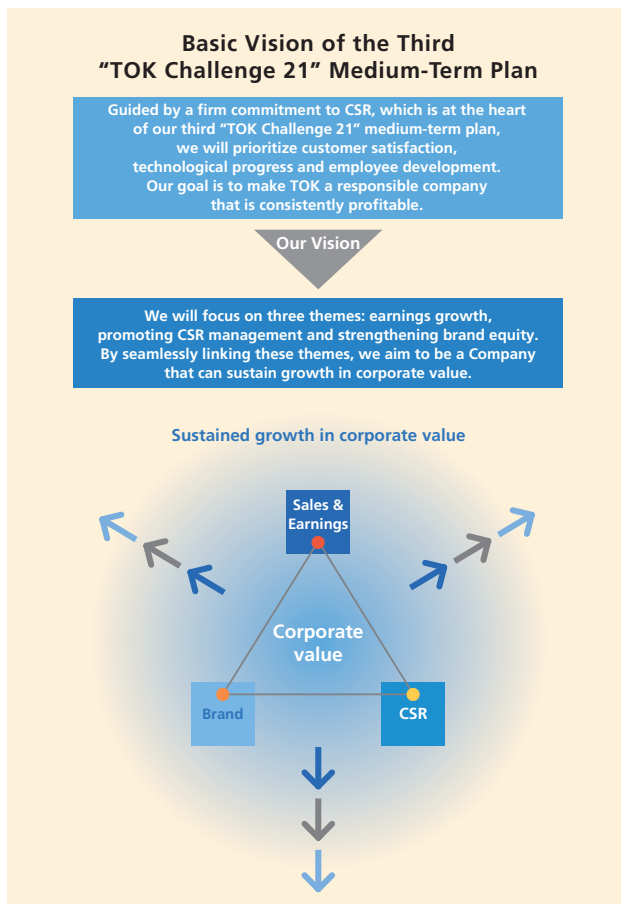 Basic Vision of the Third
“TOK Challenge 21” Medium-Term Plan
Guided by a firm commitment to CSR, which is at the heart
of our third “TOK Challenge 21” medium-term plan,
we will prioritize customer satisfaction,
technological progress and employee development.
Our goal is to make TOK a responsible company
that is consistently profitable.
Our Vision
We will focus on three themes: earnings growth,
promoting CSR management and strengthening brand equity.
By seamlessly linking these themes, we aim to be a Company
that can sustain growth in corporate value.
Sustained growth in corporate value
Sales &
Earnings
Corporate
value
Brand
CSR